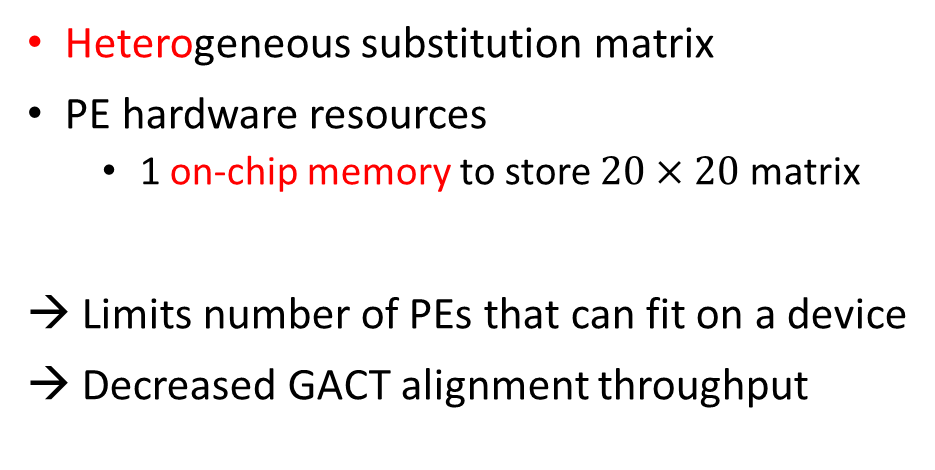 • Heterogeneous substitution matrix
• PE hardware resources
• 1 on-chip memory to store 20 × 20 matrix
→ Limits number of PEs that can fit on a device
→ Decreased GACT alignment throughput